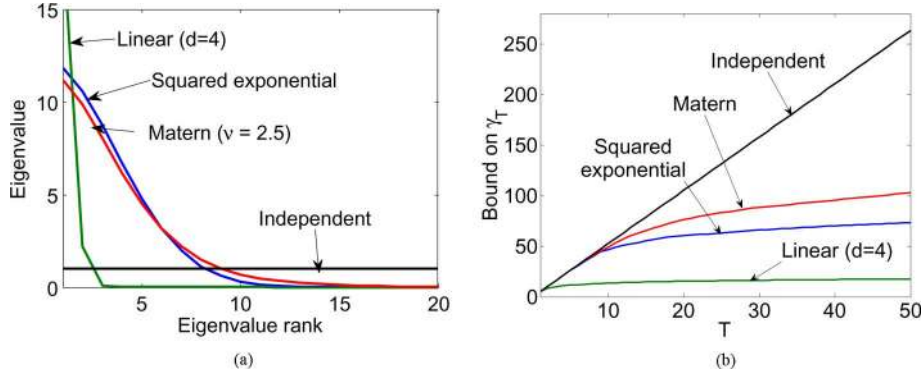 15
10
5
0
Eigenvalue
Linear (d=4)
Squared exponential
Matern (ν = 2.5)
Independent
5
10
15
20
Eigenvalue rank
(a)
250
200
150
100
50
0
Bound on γT
Independent
Matern
Squared
exponential
Linear (d=4)
10
20
30
40
50
T
(b)